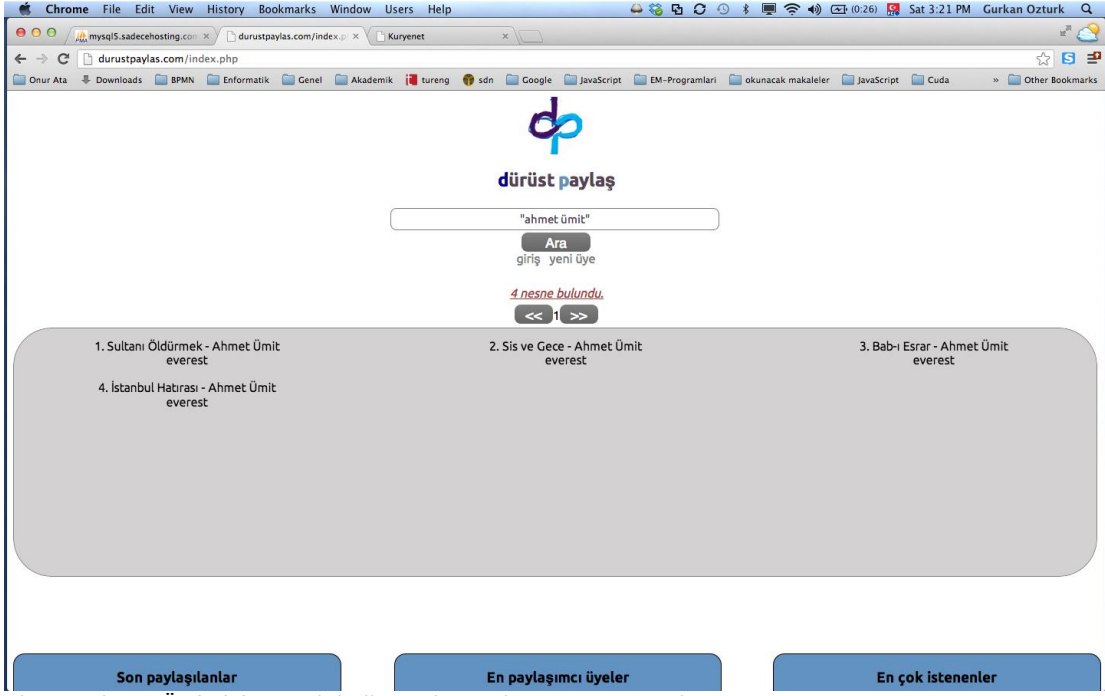 Chrome File Edit View History Bookmarks Window Users Help (0:26) Sat 3:21 PM Gurkan Ozturk
mysql5.sadecehosting.com durustpaylas.com/index.p Kuryenet
durustpaylas.com/index.php
Onur Ata Downloads BPMN Enformatik Genel Akademik tureng sdn Google JavaScript EM-Programlari okunacak makaleler JavaScript Cuda » Other Bookmarks
dp
dürüst paylaş
"ahmet ümit"
Ara
giriş yeni üye
4 nesne bulundu.
<< 1 >>
1. Sultanı Öldürmek - Ahmet Ümit 2. Sis ve Gece - Ahmet Ümit 3. Bab-ı Esrar - Ahmet Ümit
everest everest everest
4. İstanbul Hatırası - Ahmet Ümit
everest
Son paylaşılanlar En paylaşımcı üyeler En çok istenenler